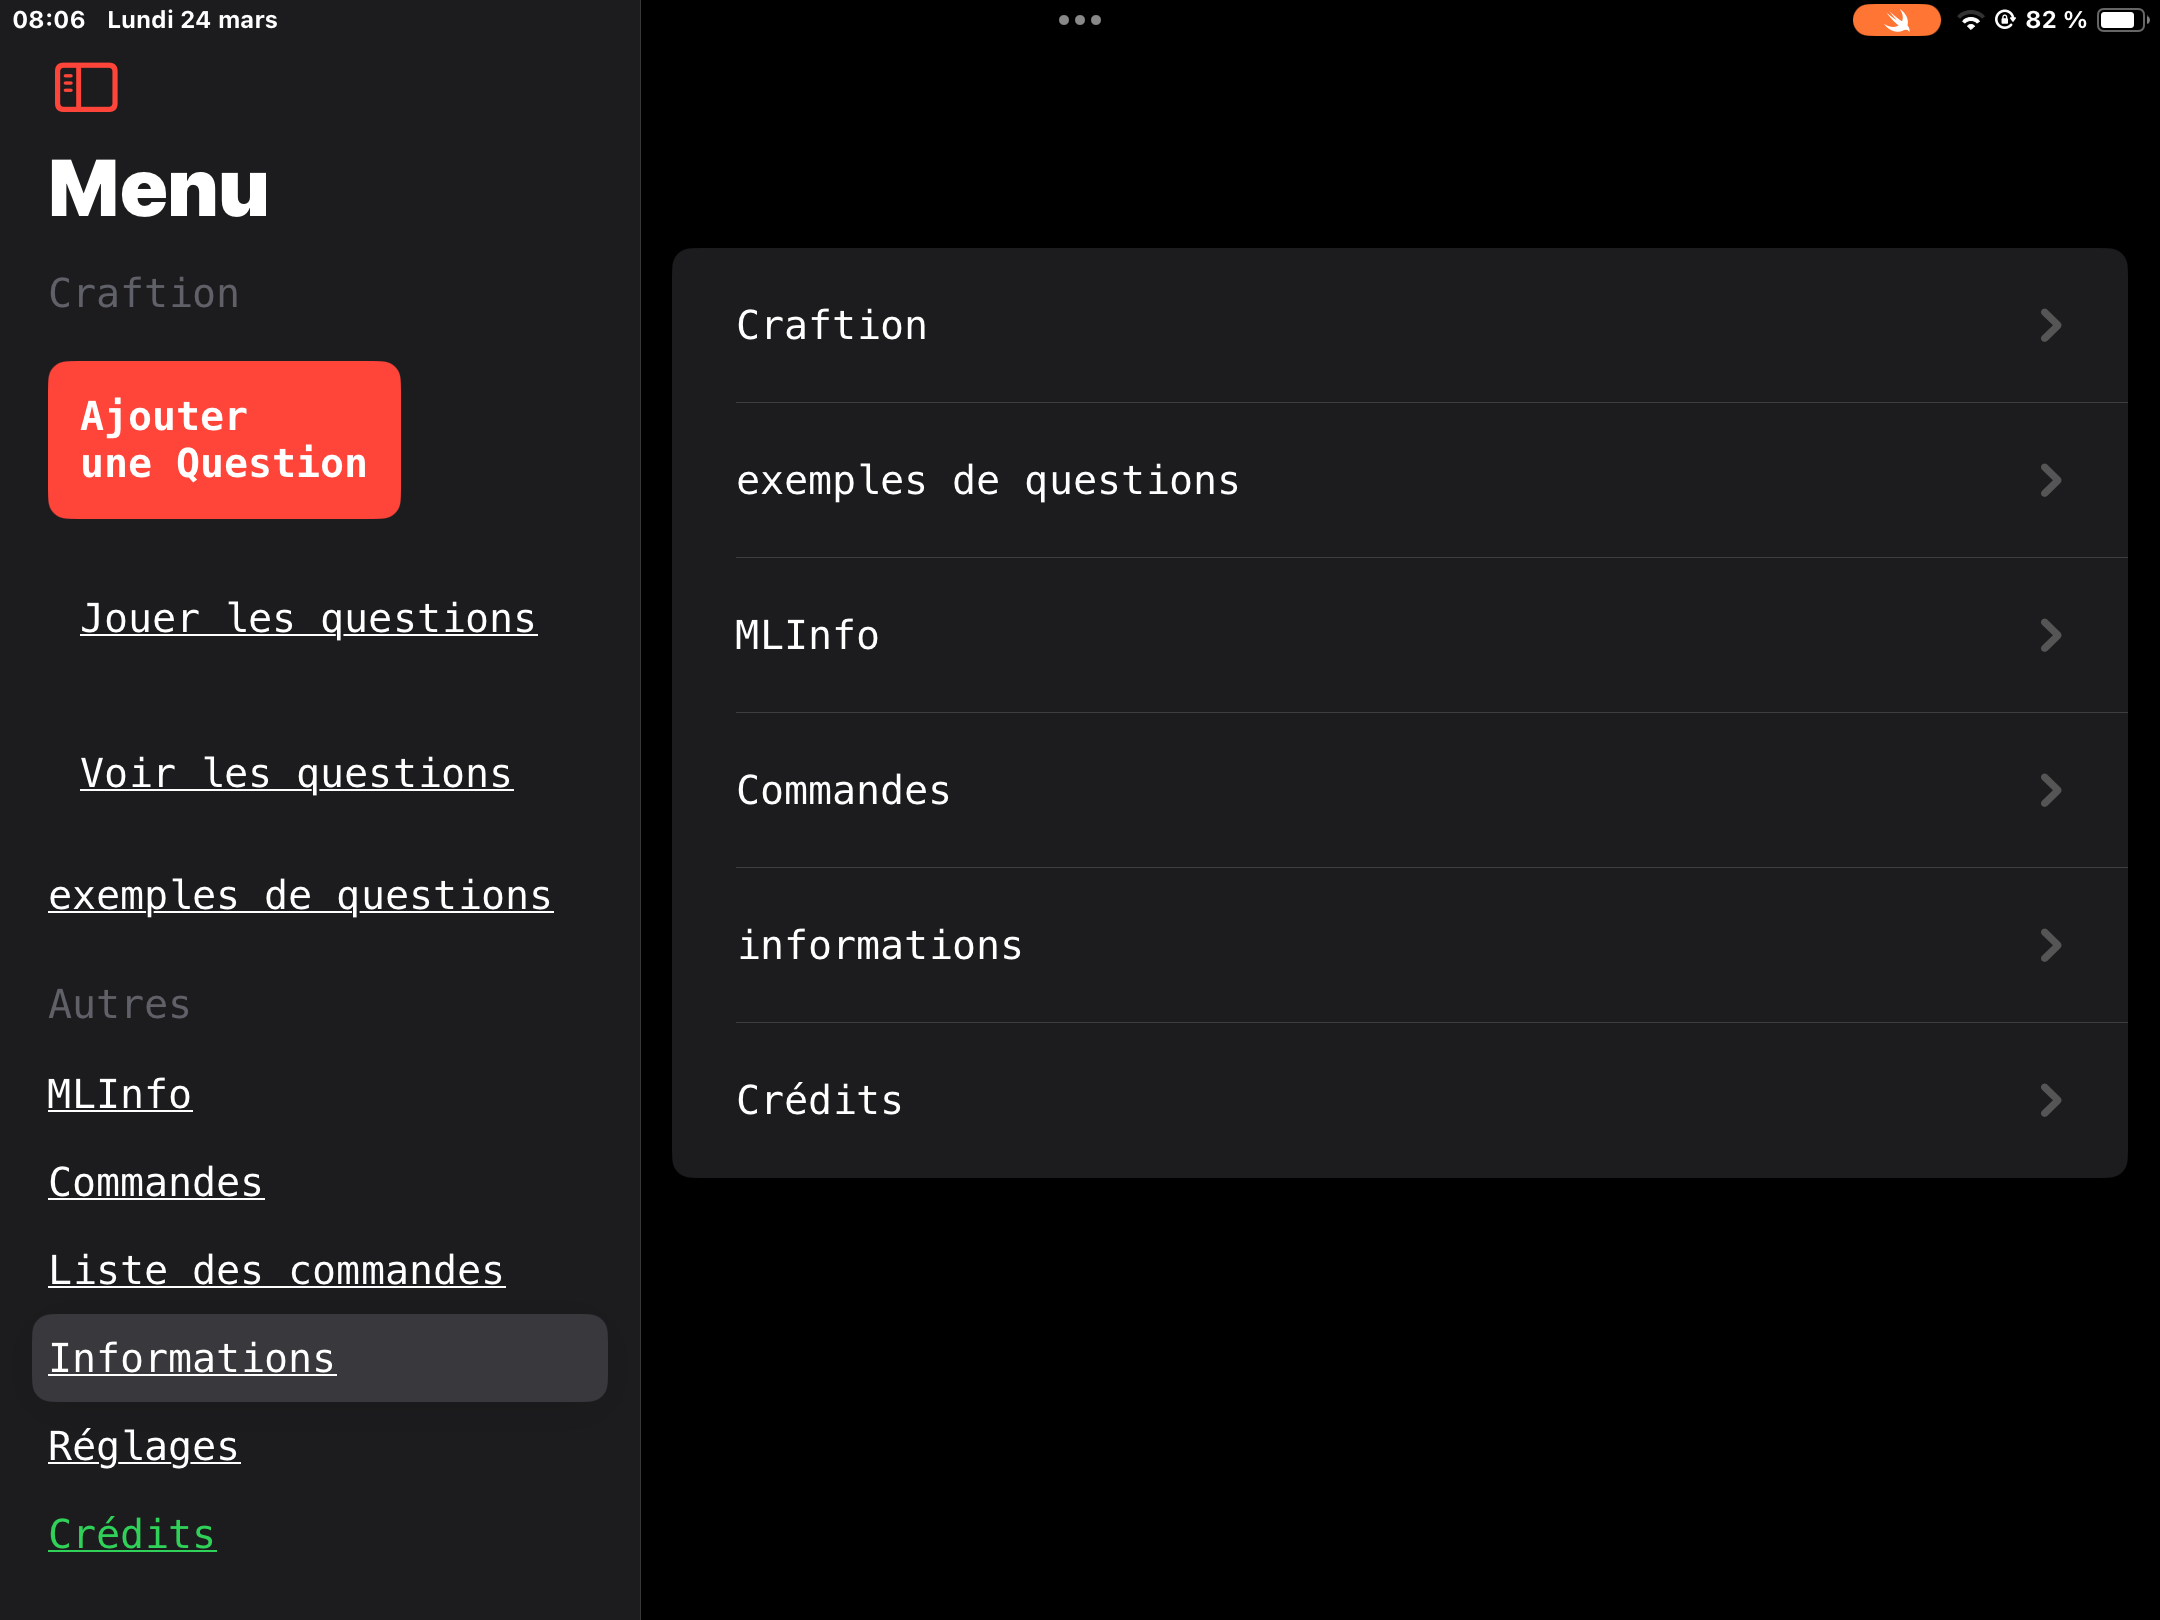 08:06 Lundi 24 mars
82 %
Menu
Craftion
Ajouter
une Question
Jouer les questions
Voir les questions
exemples de questions
Autres
MLInfo
Commandes
Liste des commandes
Informations
Réglages
Crédits
Craftion
exemples de questions
MLInfo
Commandes
informations
Crédits